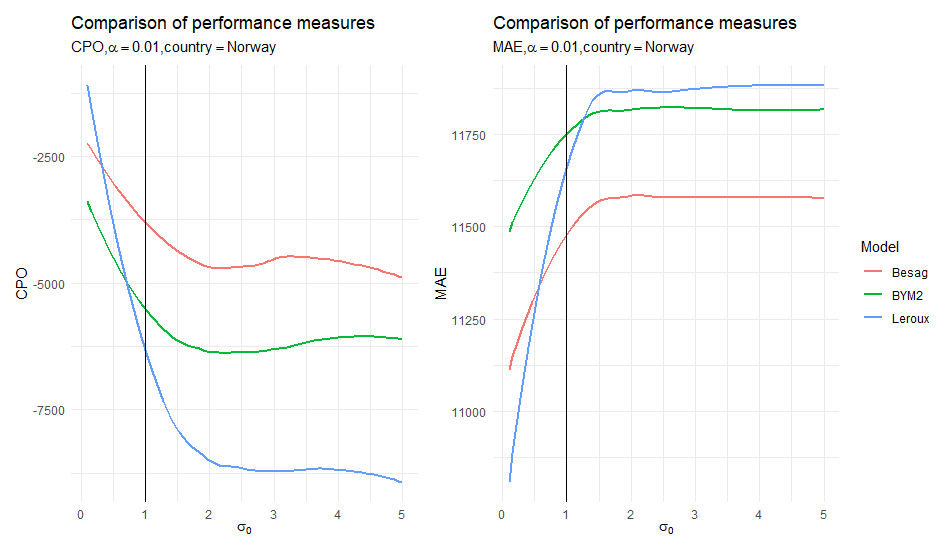 Comparison of performance measures
CPO,α = 0.01,country = Norway
CPO
-2500
-5000
-7500
0 1 2 3 4 5
σ0
Comparison of performance measures
MAE,α = 0.01,country = Norway
MAE
11750
11500
11250
11000
0 1 2 3 4 5
σ0
Model
Besag
BYM2
Leroux